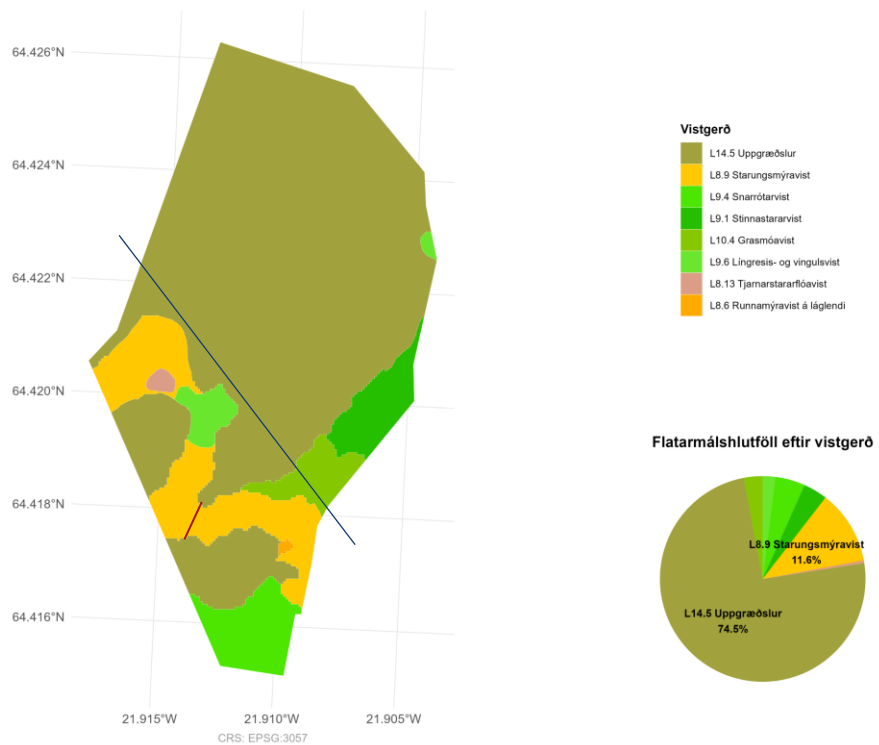 64.426°N
64.424°N
64.422°N
64.420°N
64.418°N
64.416°N
21.915°W
21.910°W
21.905°W
CRS: EPSG:3057
Vistgerð
L14.5 Uppgræðslur
L8.9 Starungsmýravist
L9.4 Snarrótarvist
L9.1 Stinnastararvist
L10.4 Grasmóavist
L9.6 Língresis- og vingulsvist
L8.13 Tjarnarstararflóavist
L8.6 Runnamýravist á láglendi
Flatarmálshlutföll eftir vistgerð
L8.9 Starungsmýravist
11.6%
L14.5 Uppgræðslur
74.5%